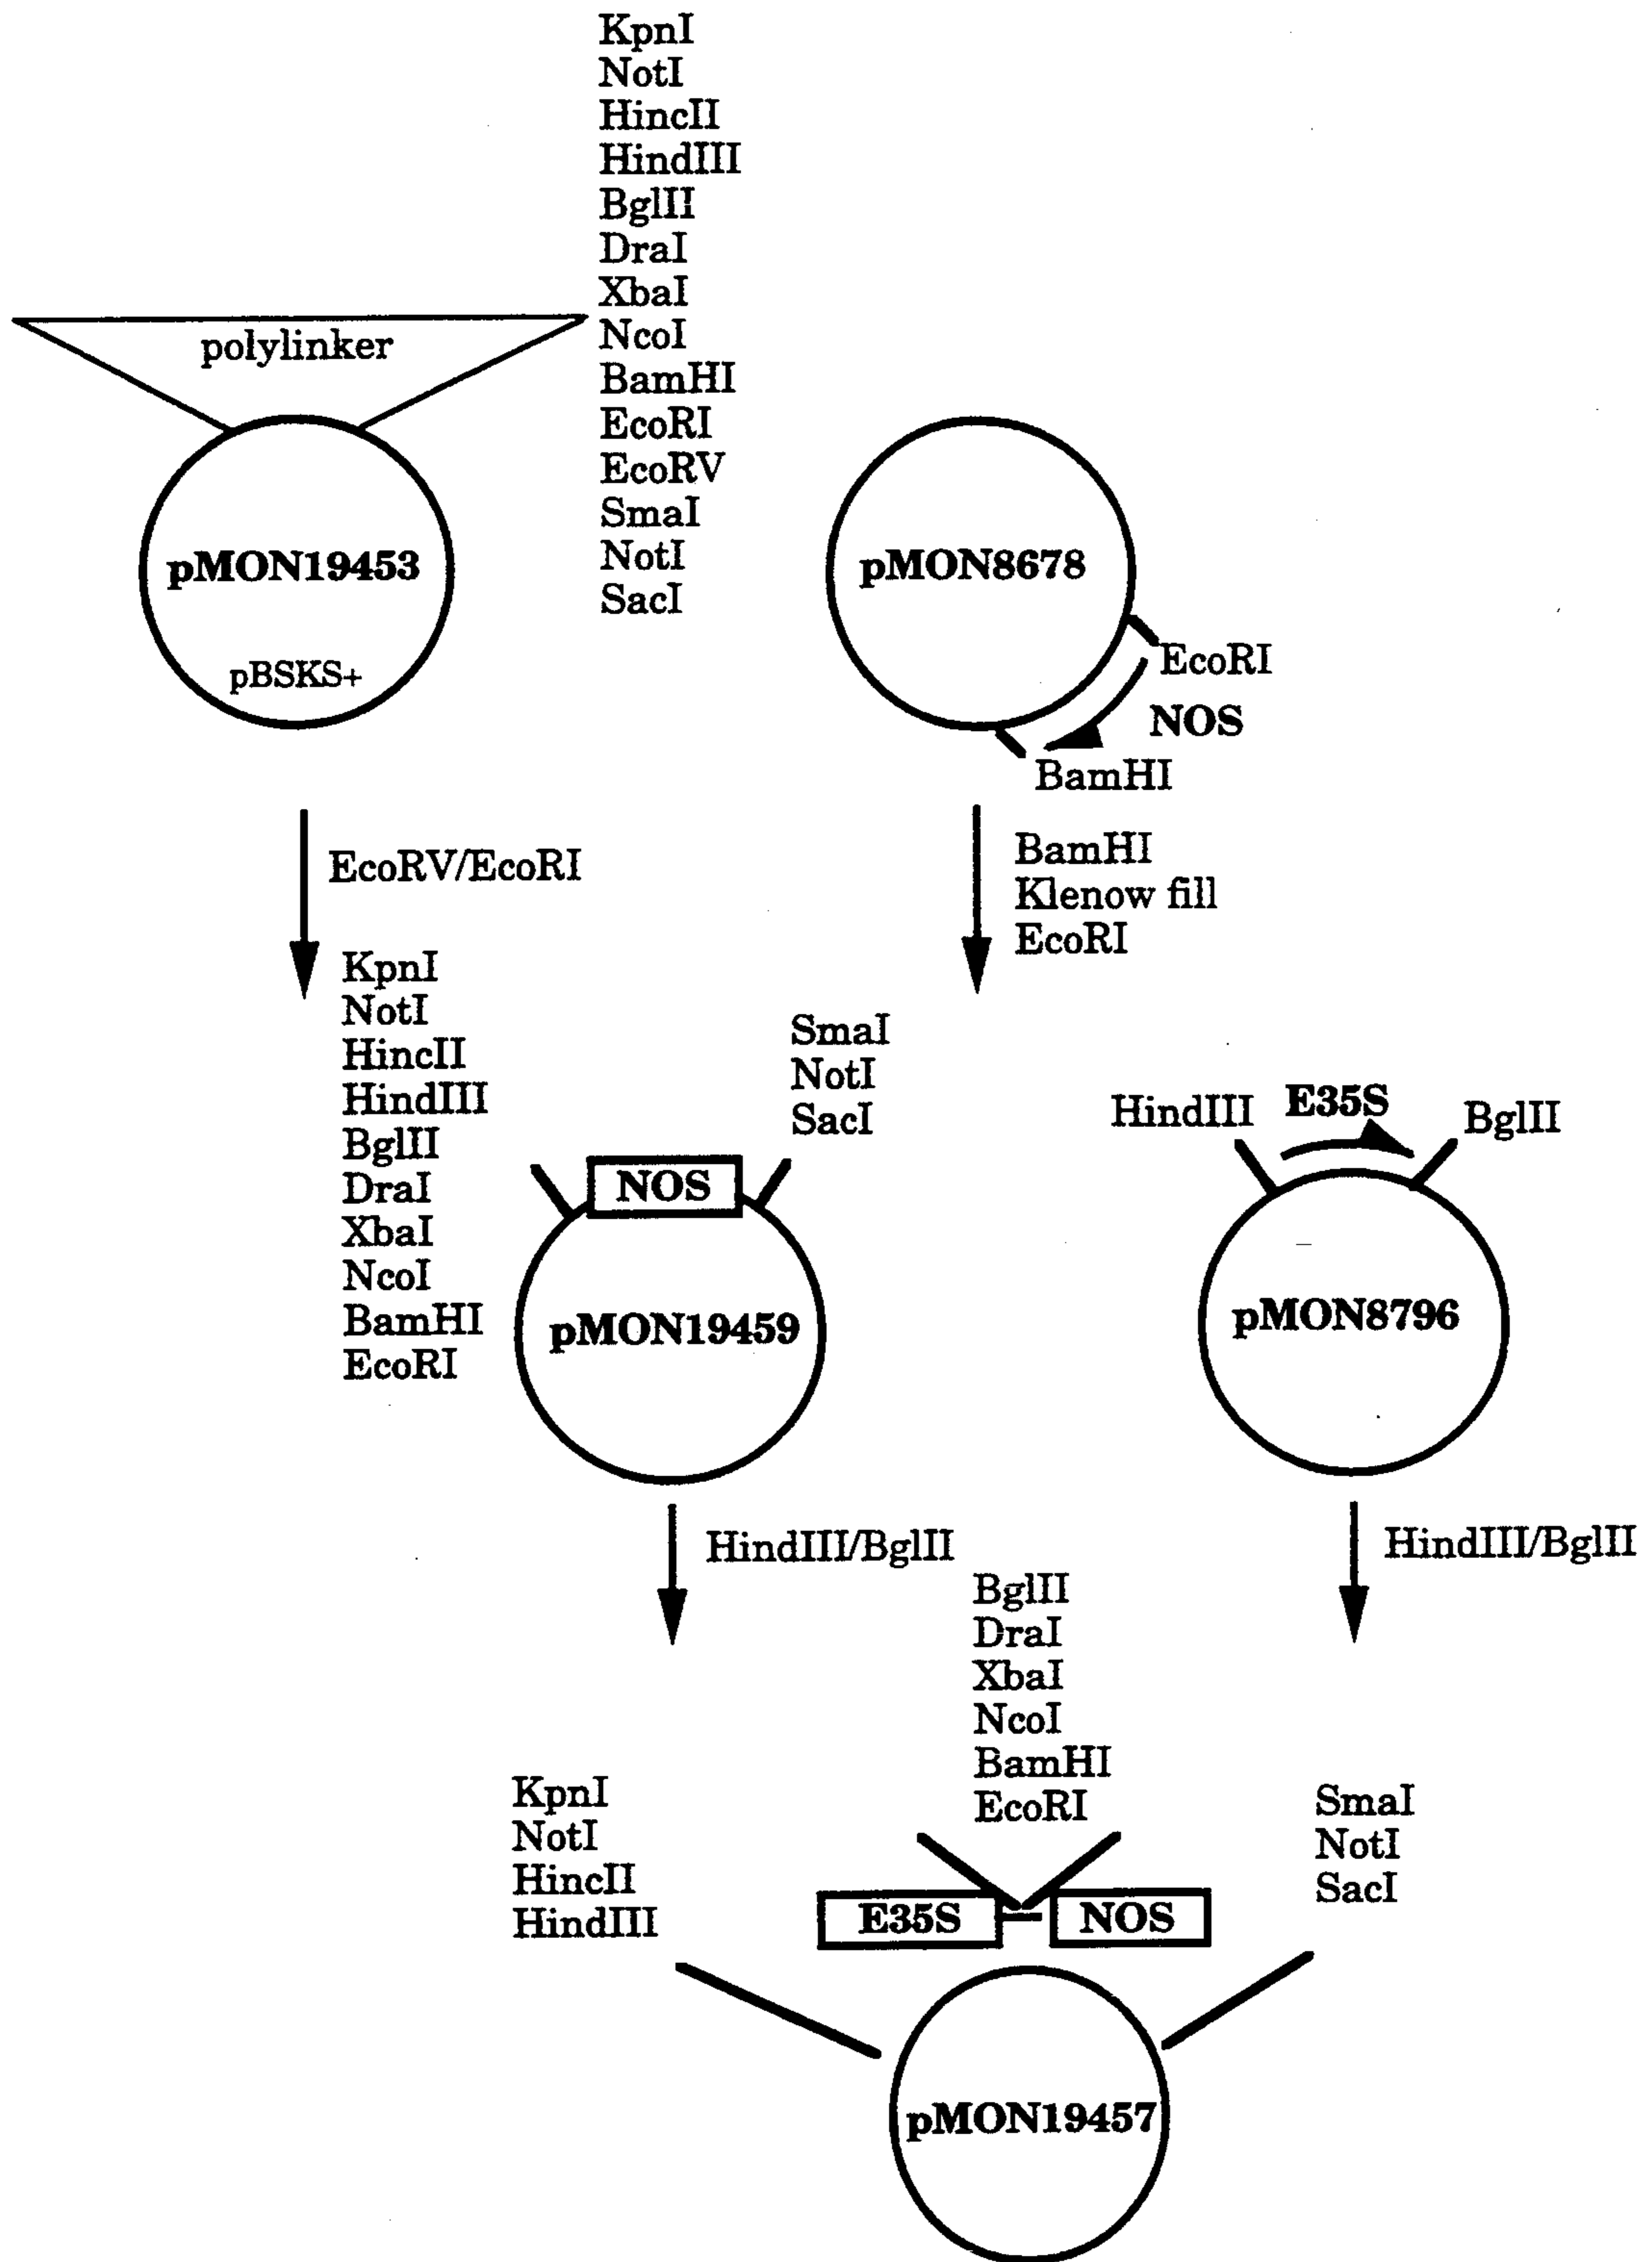 KpnI
NotI
HincII
HindIII
BglII
DraI
XbaI
NcoI
BamHI
EcoRI
EcoRV
SmaI
NotI
SacI
polylinker
pMON19453
pBSKS+
pMON8678
EcoRI
NOS
BamHI
EcoRV/EcoRI
BamHI
Klenow fill
EcoRI
KpnI
NotI
HincII
HindIII
BglII
DraI
XbaI
NcoI
BamHI
EcoRI
SmaI
NotI
SacI
NOS
pMON19459
HindIII
E35S
BglII
pMON8796
HindIII/BglII
HindIII/BglII
BglII
DraI
XbaI
NcoI
BamHI
EcoRI
KpnI
NotI
HincII
HindIII
SmaI
NotI
SacI
E35S
NOS
pMON19457